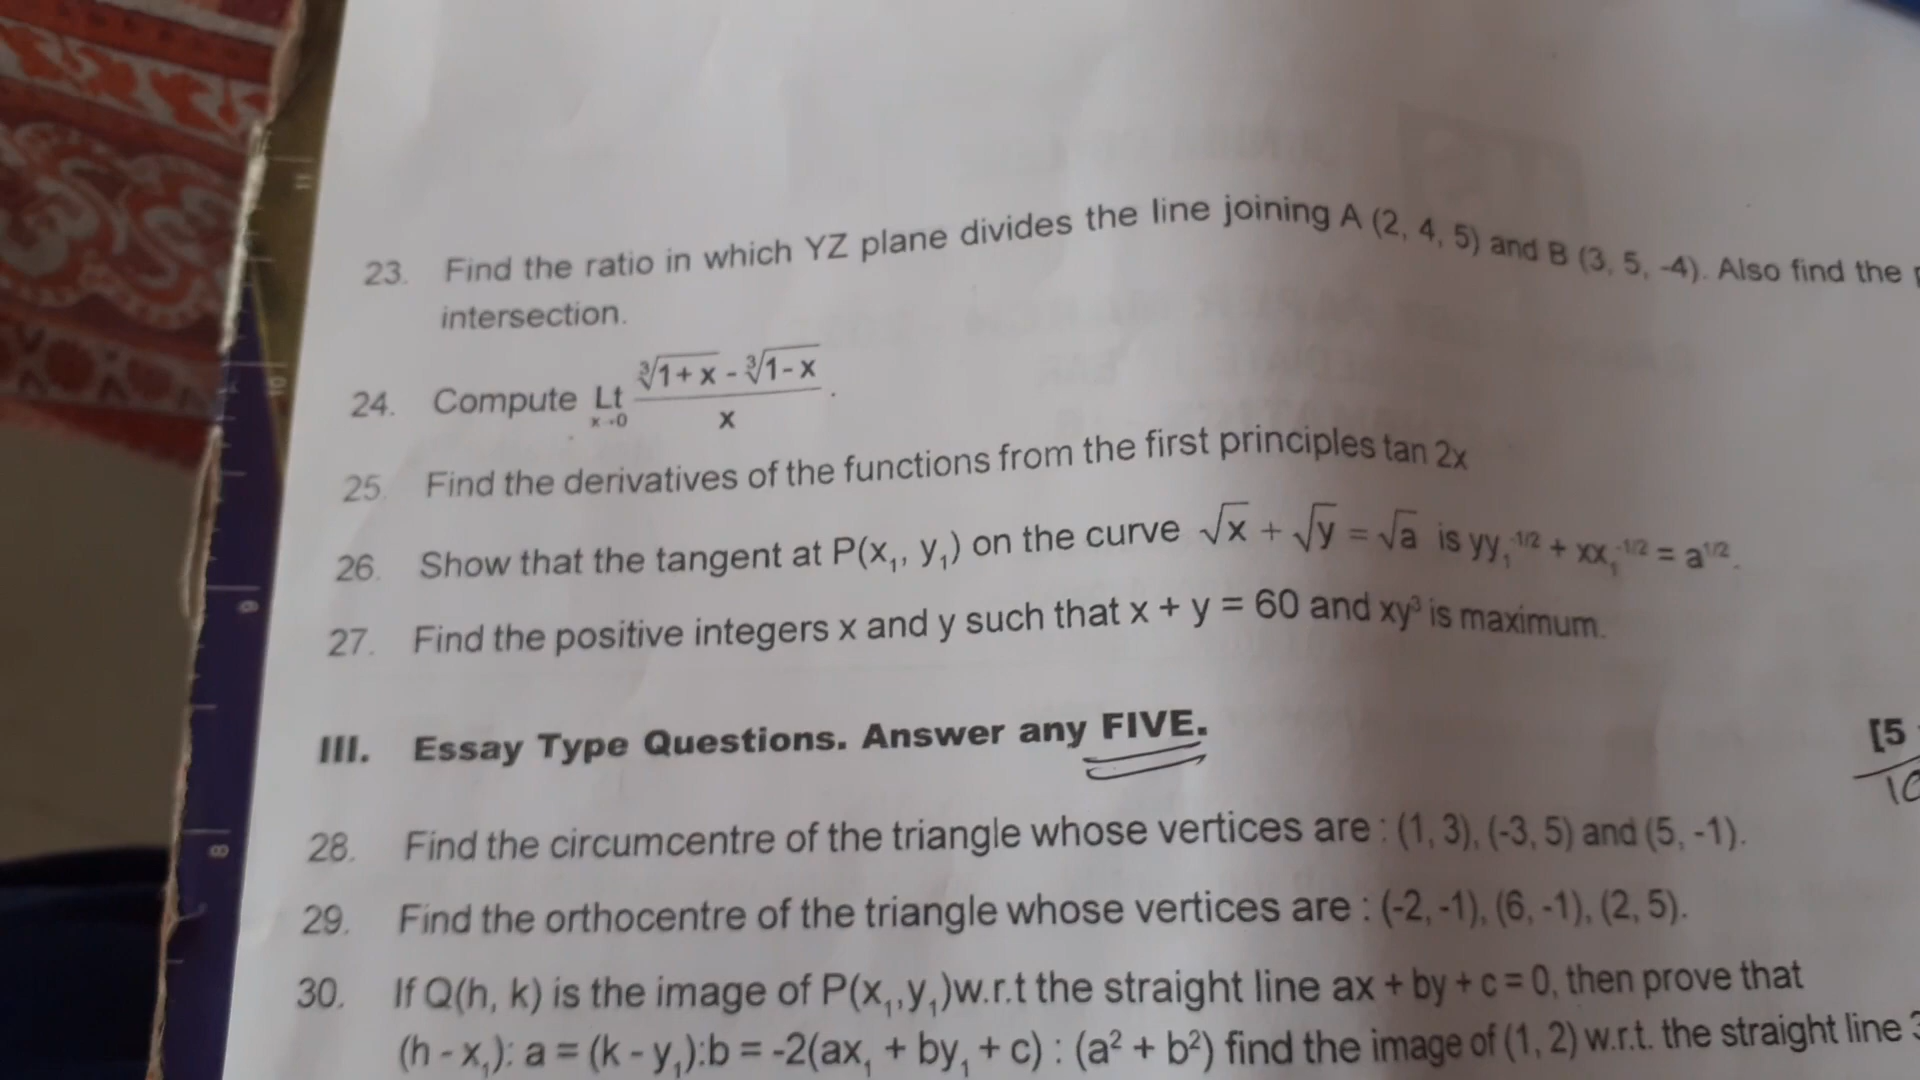 23. Find the ratio in which YZ plane divides the line joining A (2, 4, 5) and B (3, 5, -4). Also find the
intersection.
24. Compute Lt x→0 ∛1+x - ∛1-x / x .
25. Find the derivatives of the functions from the first principles tan 2x
26. Show that the tangent at P(x₁, y₁) on the curve √x + √y = √a is yy₁⁻¹/² + xx₁⁻¹/² = a¹/².
27. Find the positive integers x and y such that x + y = 60 and xy³ is maximum.
III. Essay Type Questions. Answer any FIVE.
[5
10
28. Find the circumcentre of the triangle whose vertices are : (1, 3), (-3, 5) and (5, -1).
29. Find the orthocentre of the triangle whose vertices are : (-2, -1), (6, -1), (2, 5).
30. If Q(h, k) is the image of P(x₁, y₁)w.r.t the straight line ax + by + c = 0, then prove that
(h - x₁): a = (k - y₁):b = -2(ax₁ + by₁ + c) : (a² + b²) find the image of (1, 2) w.r.t. the straight line